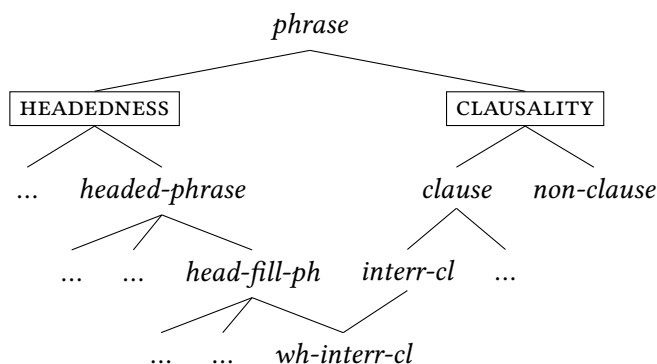 phrase
HEADEDNESS CLAUSALITY
... headed-phrase clause non-clause
... ... head-fill-ph interr-cl ...
... ... wh-interr-cl